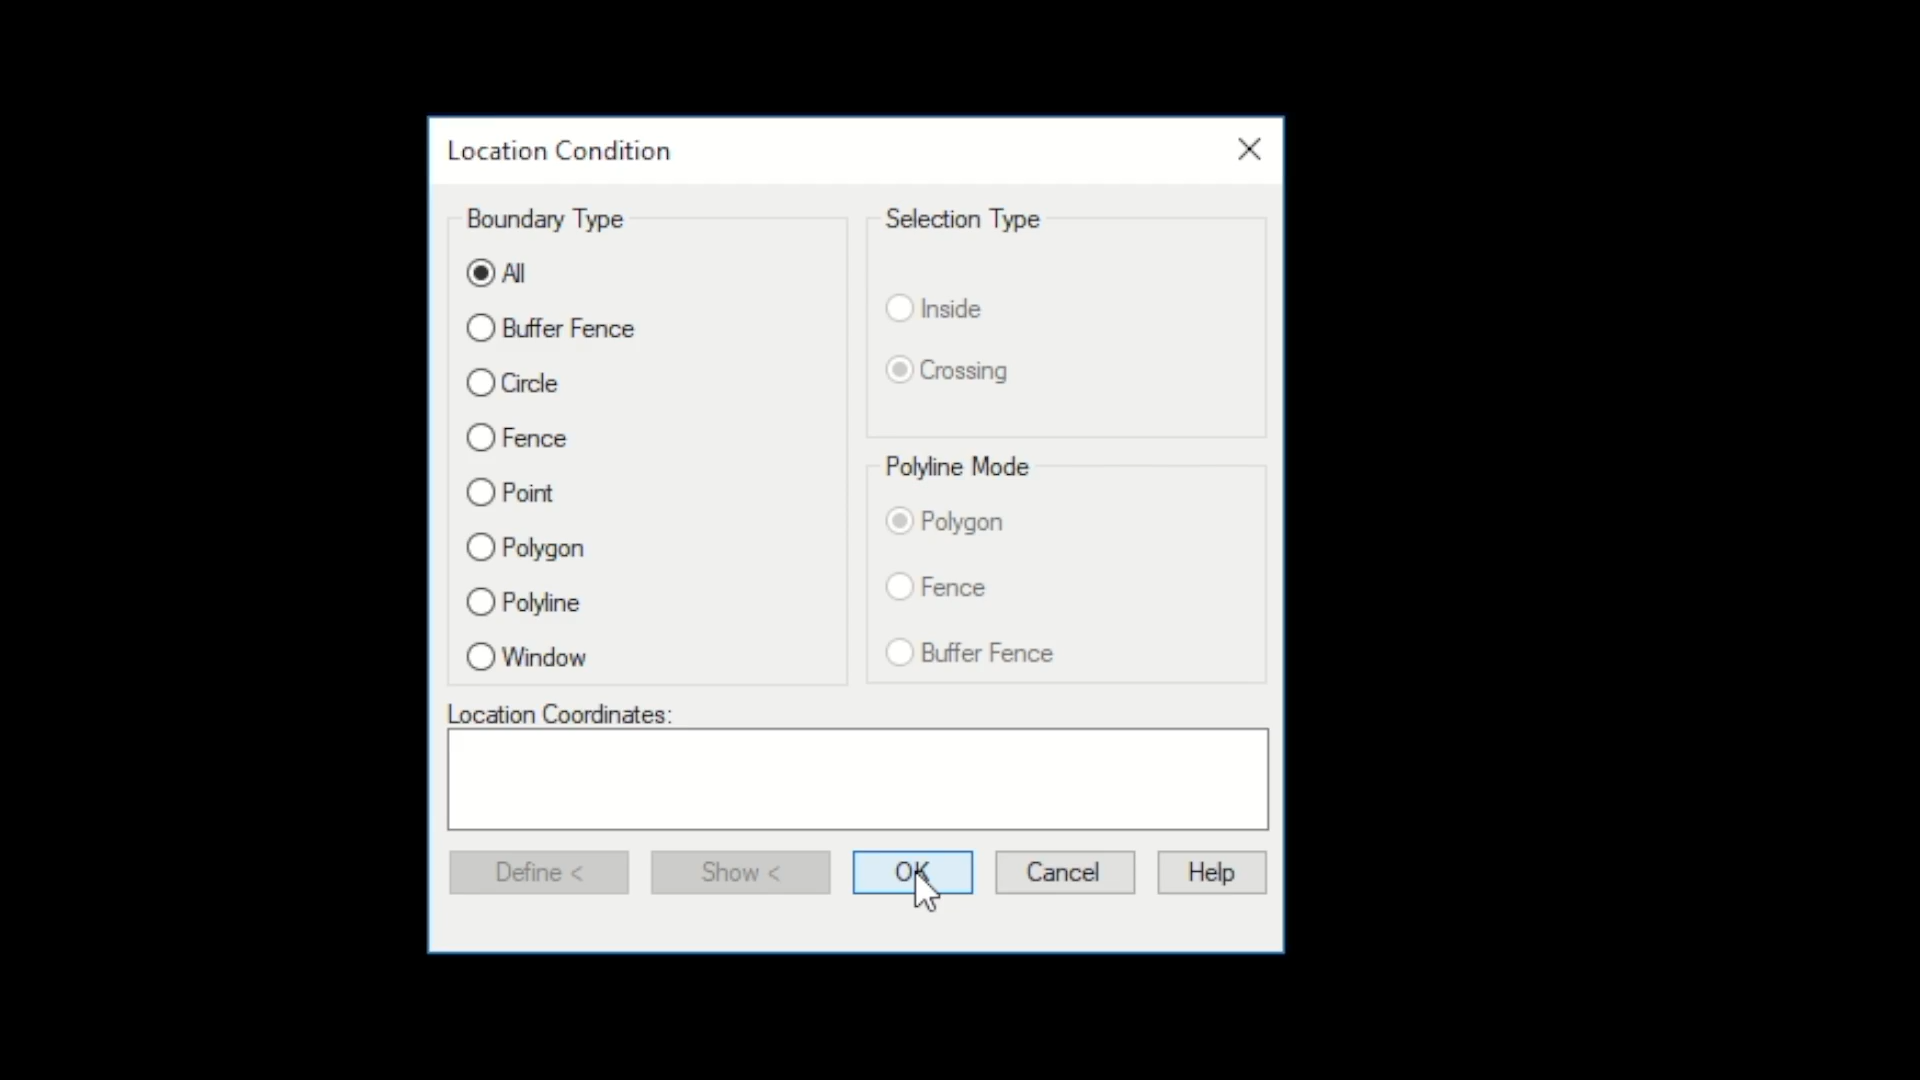 Location Condition
Boundary Type
All
Buffer Fence
Circle
Fence
Point
Polygon
Polyline
Window
Selection Type
Inside
Crossing
Polyline Mode
Polygon
Fence
Buffer Fence
Location Coordinates:
Define <
Show <
OK
Cancel
Help